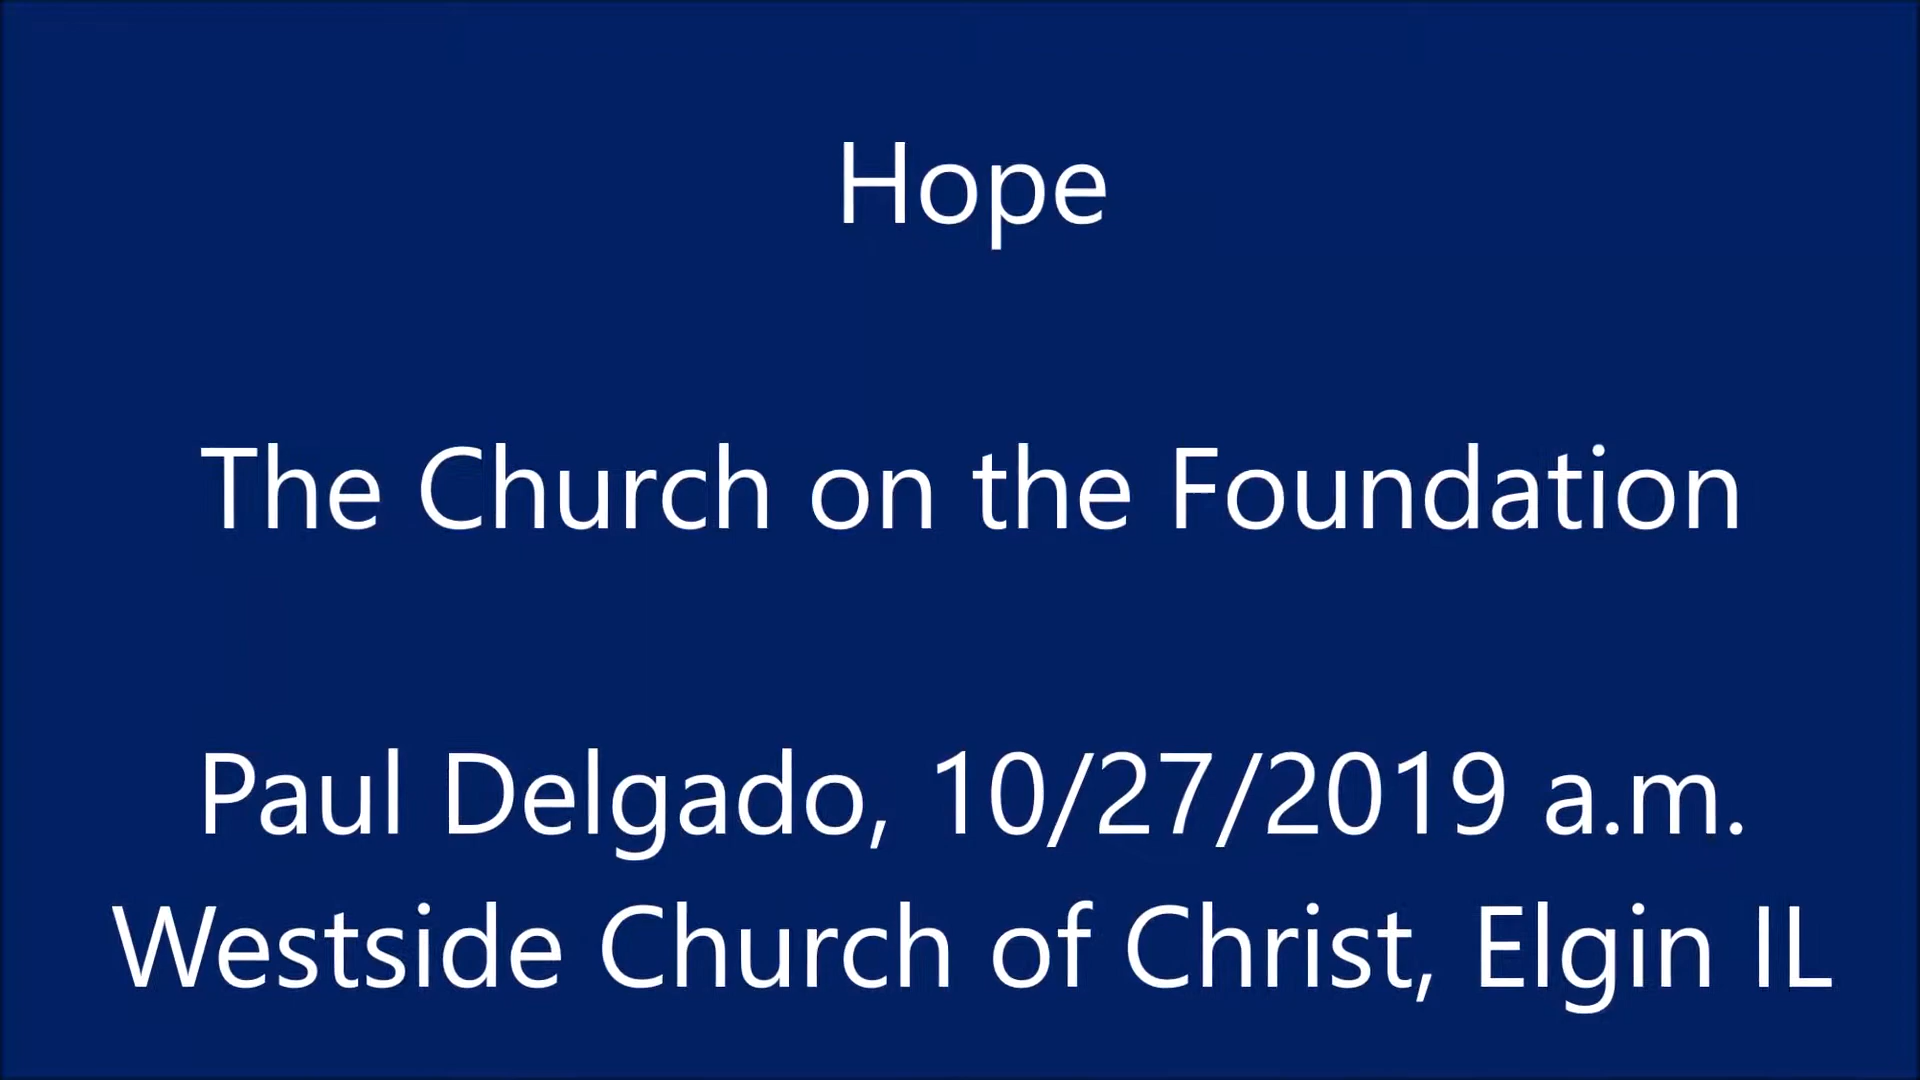 Hope
The Church on the Foundation
Paul Delgado, 10/27/2019 a.m.
Westside Church of Christ, Elgin IL